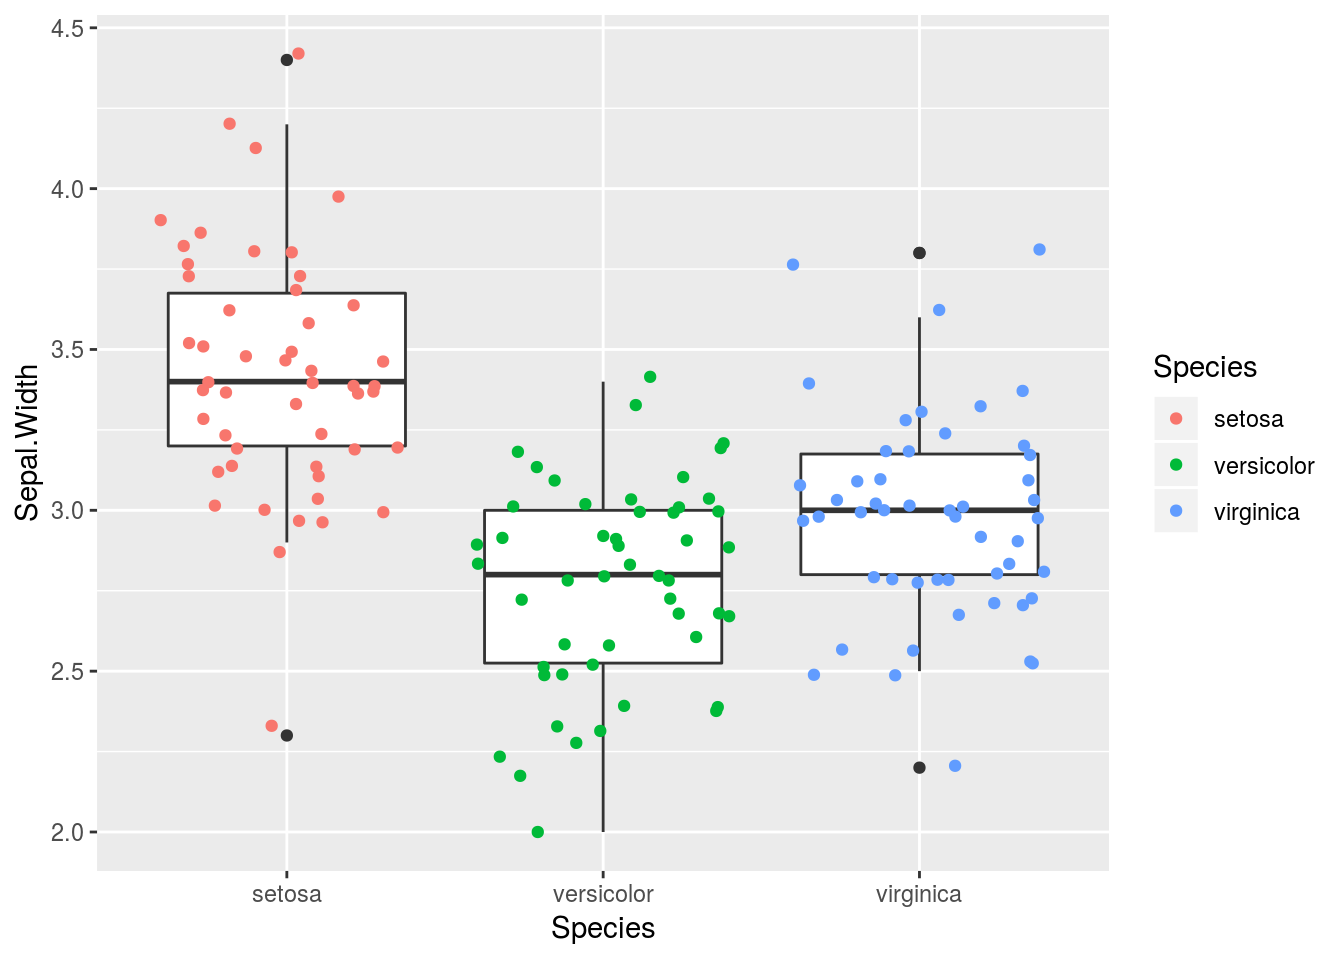 4.5
4.0
3.5
3.0
2.5
2.0
Sepal.Width
setosa
versicolor
virginica
Species
Species
setosa
versicolor
virginica